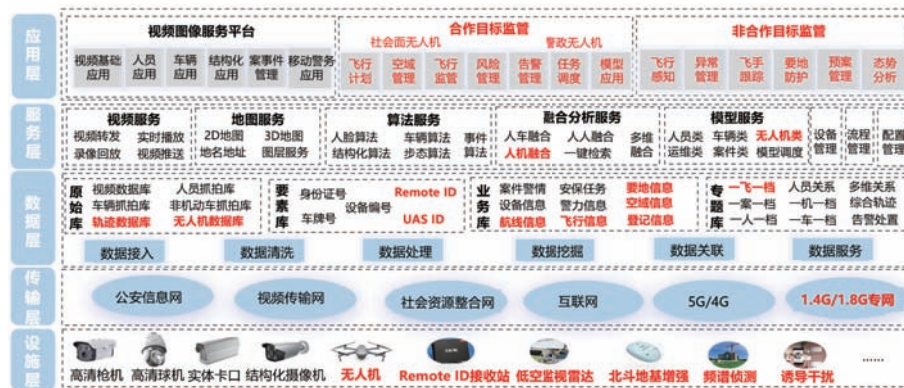 应用层
视频图像服务平台
视频基础应用
人员应用
车辆应用
结构化应用
案事件管理
移动警务应用
合作目标监管
社会面无人机
警政无人机
飞行计划
空域管理
飞行监管
风险管理
告警管理
任务调度
模型应用
非合作目标监管
飞行感知
异常管理
飞手跟踪
要地防护
预案管理
态势分析
服务层
视频服务
视频转发 实时播放
录像回放 视频推送
地图服务
2D地图 3D地图
地名地址 图层服务
算法服务
人脸算法 车辆算法
结构化算法 步态算法
事件算法
融合分析服务
人车融合 人人融合
人机融合 一键检索
多维融合
模型服务
人员类 车辆类 无人机类
运维类 案件类 模型调度
设备管理
流程管理
配置管理
数据层
原始库
视频数据库 人员抓拍库
车辆抓拍库 非机动车抓拍库
轨迹数据库 无人机数据库
要素库
身份证号 Remote ID
设备编号
车牌号 UAS ID
业务库
案件警情 安保任务 要地信息
设备信息 警力信息 空域信息
航线信息 飞行信息 登记信息
专题库
一飞一档 人员关系 多维关系
一案一档 一机一档 综合轨迹
一人一档 一车一档 告警处置
数据接入
数据清洗
数据处理
数据挖掘
数据关联
数据服务
传输层
公安信息网
视频传输网
社会资源整合网
互联网
5G/4G
1.4G/1.8G专网
设施层
高清枪机
高清球机
实体卡口
结构化摄像机
无人机
Remote ID接收站
低空监视雷达
北斗地基增强
频谱侦测
诱导干扰
……